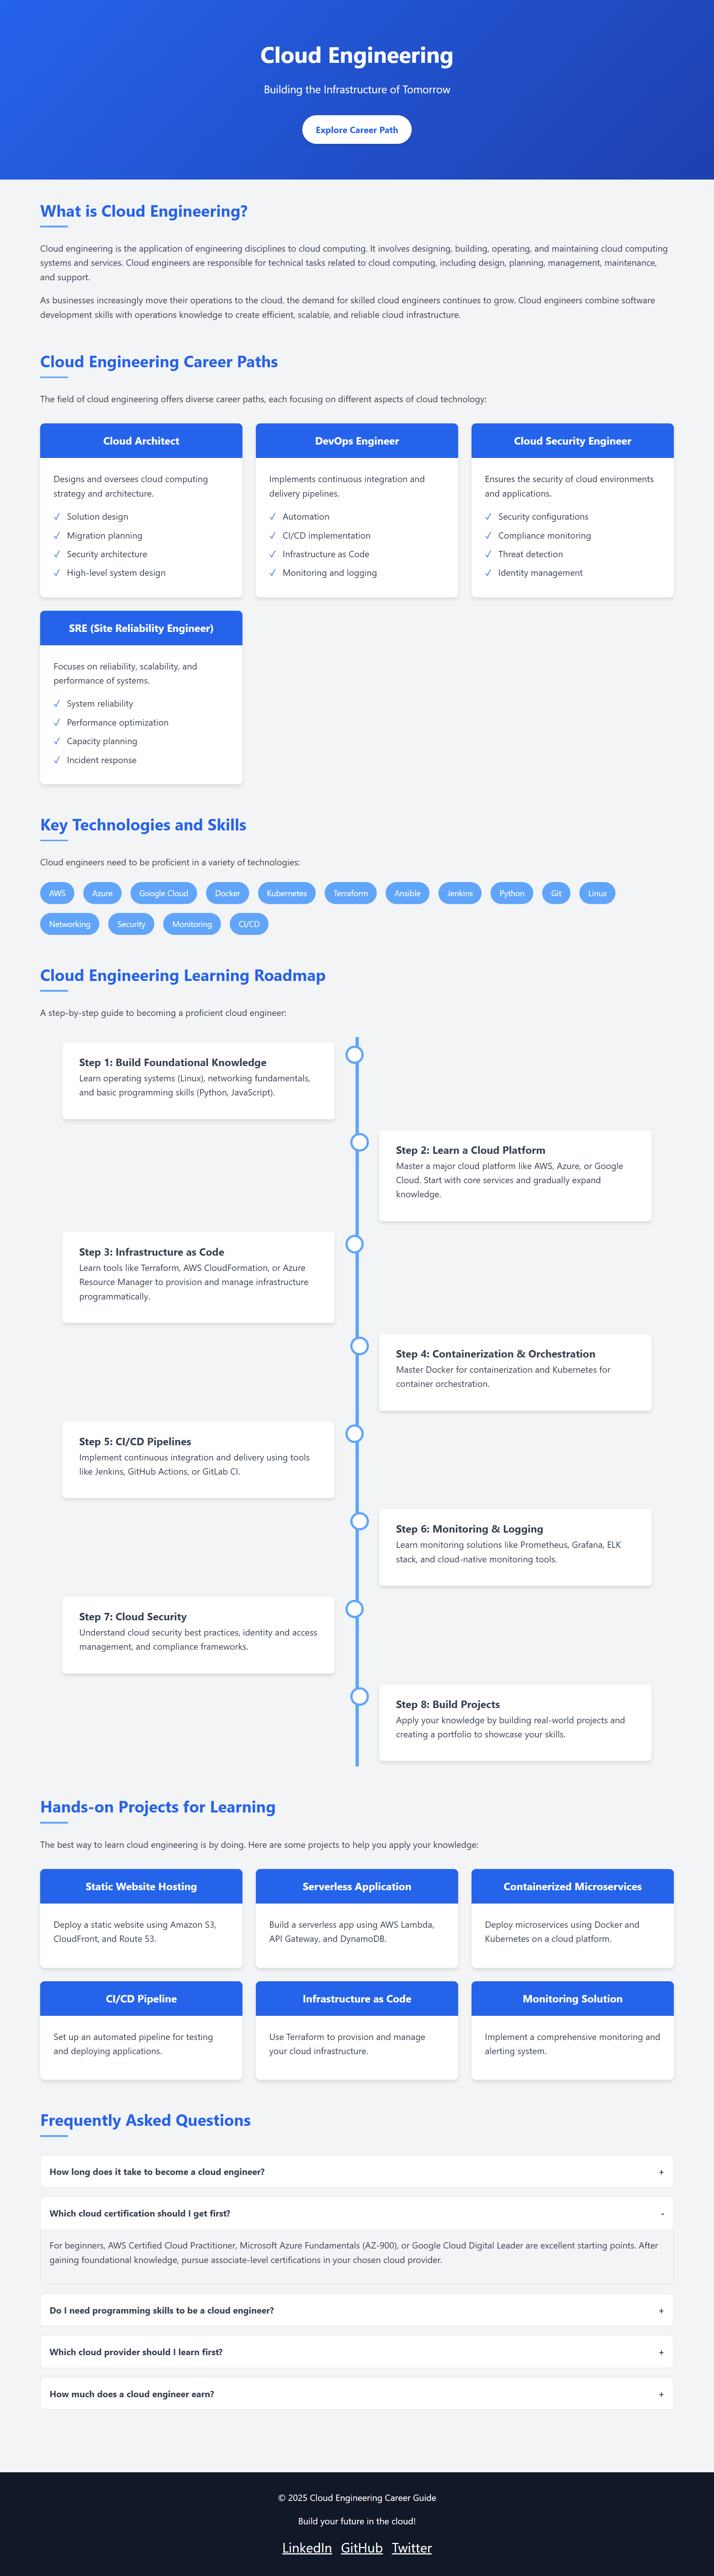 Cloud Engineering
Building the Infrastructure of Tomorrow
Explore Career Path
What is Cloud Engineering?
Cloud engineering is the application of engineering disciplines to cloud computing. It involves designing, building, operating, and maintaining cloud computing
systems and services. Cloud engineers are responsible for technical tasks related to cloud computing, including design, planning, management, maintenance,
and support.
As businesses increasingly move their operations to the cloud, the demand for skilled cloud engineers continues to grow. Cloud engineers combine software
development skills with operations knowledge to create efficient, scalable, and reliable cloud infrastructure.
Cloud Engineering Career Paths
The field of cloud engineering offers diverse career paths, each focusing on different aspects of cloud technology:
Cloud Architect
Designs and oversees cloud computing
strategy and architecture.
✓ Solution design
✓ Migration planning
✓ Security architecture
✓ High-level system design
DevOps Engineer
Implements continuous integration and
delivery pipelines.
✓ Automation
✓ CI/CD implementation
✓ Infrastructure as Code
✓ Monitoring and logging
Cloud Security Engineer
Ensures the security of cloud environments
and applications.
✓ Security configurations
✓ Compliance monitoring
✓ Threat detection
✓ Identity management
SRE (Site Reliability Engineer)
Focuses on reliability, scalability, and
performance of systems.
✓ System reliability
✓ Performance optimization
✓ Capacity planning
✓ Incident response
Key Technologies and Skills
Cloud engineers need to be proficient in a variety of technologies:
AWS Azure Google Cloud Docker Kubernetes Terraform Ansible Jenkins Python Git Linux
Networking Security Monitoring CI/CD
Cloud Engineering Learning Roadmap
A step-by-step guide to becoming a proficient cloud engineer:
Step 1: Build Foundational Knowledge
Learn operating systems (Linux), networking fundamentals,
and basic programming skills (Python, JavaScript).
Step 2: Learn a Cloud Platform
Master a major cloud platform like AWS, Azure, or Google
Cloud. Start with core services and gradually expand
knowledge.
Step 3: Infrastructure as Code
Learn tools like Terraform, AWS CloudFormation, or Azure
Resource Manager to provision and manage infrastructure
programmatically.
Step 4: Containerization & Orchestration
Master Docker for containerization and Kubernetes for
container orchestration.
Step 5: CI/CD Pipelines
Implement continuous integration and delivery using tools
like Jenkins, GitHub Actions, or GitLab CI.
Step 6: Monitoring & Logging
Learn monitoring solutions like Prometheus, Grafana, ELK
stack, and cloud-native monitoring tools.
Step 7: Cloud Security
Understand cloud security best practices, identity and access
management, and compliance frameworks.
Step 8: Build Projects
Apply your knowledge by building real-world projects and
creating a portfolio to showcase your skills.
Hands-on Projects for Learning
The best way to learn cloud engineering is by doing. Here are some projects to help you apply your knowledge:
Static Website Hosting
Deploy a static website using Amazon S3,
CloudFront, and Route 53.
Serverless Application
Build a serverless app using AWS Lambda,
API Gateway, and DynamoDB.
Containerized Microservices
Deploy microservices using Docker and
Kubernetes on a cloud platform.
CI/CD Pipeline
Set up an automated pipeline for testing
and deploying applications.
Infrastructure as Code
Use Terraform to provision and manage
your cloud infrastructure.
Monitoring Solution
Implement a comprehensive monitoring and
alerting system.
Frequently Asked Questions
How long does it take to become a cloud engineer? +
Which cloud certification should I get first? -
For beginners, AWS Certified Cloud Practitioner, Microsoft Azure Fundamentals (AZ-900), or Google Cloud Digital Leader are excellent starting points. After
gaining foundational knowledge, pursue associate-level certifications in your chosen cloud provider.
Do I need programming skills to be a cloud engineer? +
Which cloud provider should I learn first? +
How much does a cloud engineer earn? +
© 2025 Cloud Engineering Career Guide
Build your future in the cloud!
LinkedIn GitHub Twitter